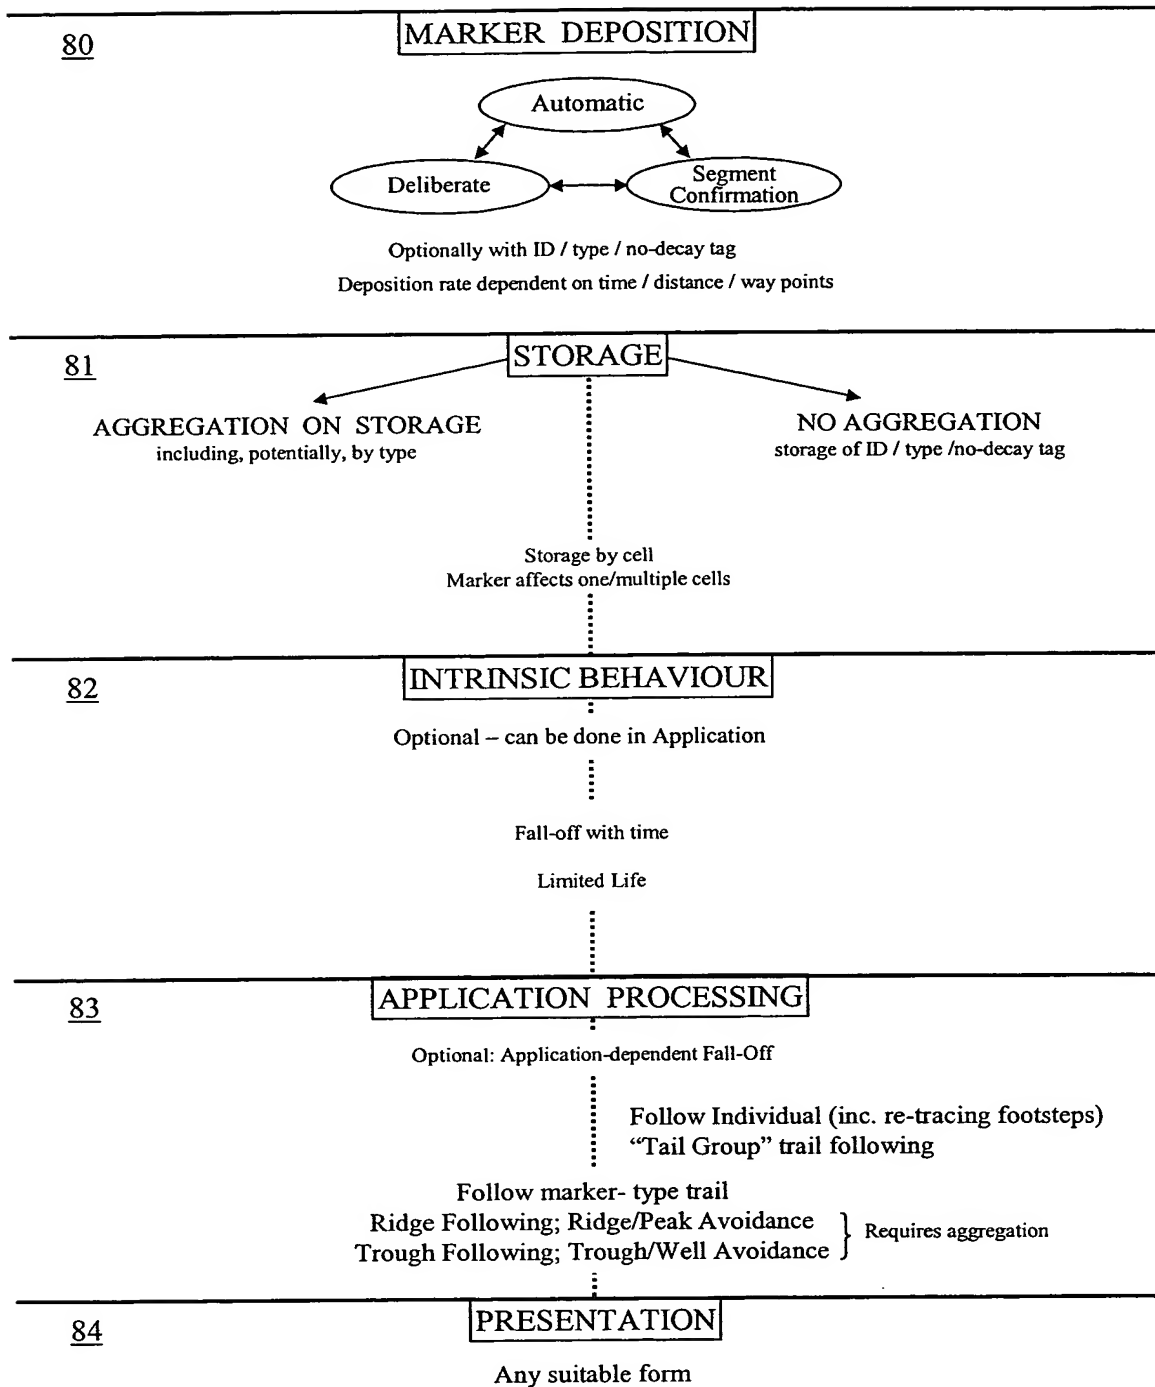 80
MARKER DEPOSITION
Automatic
Deliberate
Segment
Confirmation
Optionally with ID / type / no-decay tag
Deposition rate dependent on time / distance / way points
81
STORAGE
AGGREGATION ON STORAGE
including, potentially, by type
NO AGGREGATION
storage of ID / type /no-decay tag
Storage by cell
Marker affects one/multiple cells
82
INTRINSIC BEHAVIOUR
Optional – can be done in Application
Fall-off with time
Limited Life
83
APPLICATION PROCESSING
Optional: Application-dependent Fall-Off
Follow Individual (inc. re-tracing footsteps)
“Tail Group” trail following
Follow marker- type trail
Ridge Following; Ridge/Peak Avoidance
Trough Following; Trough/Well Avoidance
Requires aggregation
84
PRESENTATION
Any suitable form